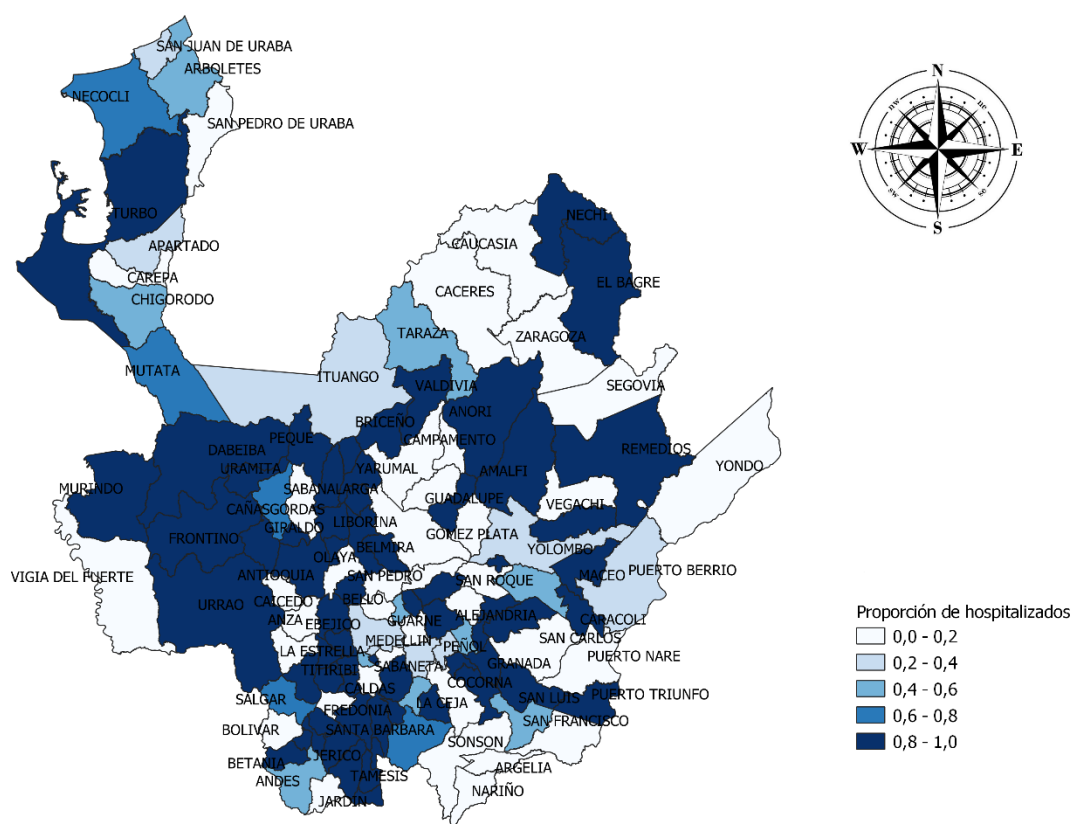 SAN JUAN DE URABA
ARBOLETES
NECOCLI
SAN PEDRO DE URABA
N
nw
ne
W
E
sw
se
S
TURBO
NECHI
APARTADO
CAUCASIA
CAREPA
EL BAGRE
CACERES
CHIGORODO
TARAZA
ZARAGOZA
MUTATA
ITUANGO
VALDIVIA
SEGOVIA
ANORI
BRICEÑO
PEQUE
CAMPAMENTO
DABEIBA
REMEDIOS
URAMITA
YARUMAL
AMALFI
YONDO
MURINDO
SABANALARGA
GUADALUPE
VEGACHI
CAÑASGORDAS
GIRALDO
LIBORINA
FRONTINO
GOMEZ PLATA
BELMIRA
YOLOMBO
OLAYA
PUERTO BERRIO
VIGIA DEL FUERTE
ANTIOQUIA
SAN PEDRO
SAN ROQUE
MACEO
URRAO
CAICEDO
BELLO
ALEJANDRIA
ANZA
EBEJICO
GUARNE
CARACOLI
Proporción de hospitalizados
MEDELLIN
PEÑOL
SAN CARLOS
0,0 - 0,2
LA ESTRELLA
PUERTO NARE
TITIRIBI
SABANETA
GRANADA
0,2 - 0,4
CALDAS
COCORNA
0,4 - 0,6
SALGAR
FREDONIA
LA CEJA
SAN LUIS
PUERTO TRIUNFO
0,6 - 0,8
BOLIVAR
SANTA BARBARA
SAN FRANCISCO
0,8 - 1,0
BETANIA
JERICO
SONSON
ANDES
TAMESIS
ARGELIA
JARDIN
NARIÑO